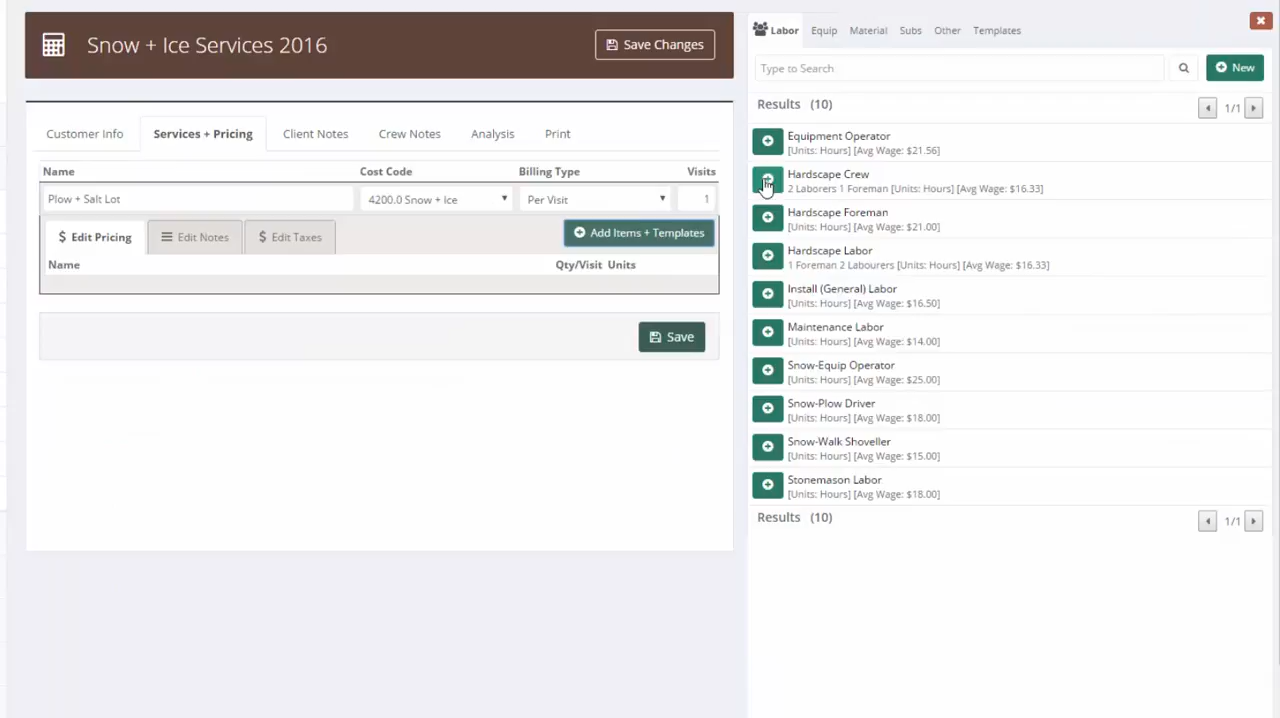 Snow + Ice Services 2016
Save Changes
Customer Info
Services + Pricing
Client Notes
Crew Notes
Analysis
Print
Name
Cost Code
Billing Type
Visits
Plow + Salt Lot
4200.0 Snow + Ice
Per Visit
1
$ Edit Pricing
Edit Notes
$ Edit Taxes
Add Items + Templates
Name
Qty/Visit Units
Save
Labor
Equip
Material
Subs
Other
Templates
Type to Search
New
Results (10)
1/1
Equipment Operator
[Units: Hours] [Avg Wage: $21.56]
Hardscape Crew
2 Laborers 1 Foreman [Units: Hours] [Avg Wage: $16.33]
Hardscape Foreman
[Units: Hours] [Avg Wage: $21.00]
Hardscape Labor
1 Foreman 2 Labourers [Units: Hours] [Avg Wage: $16.33]
Install (General) Labor
[Units: Hours] [Avg Wage: $16.50]
Maintenance Labor
[Units: Hours] [Avg Wage: $14.00]
Snow-Equip Operator
[Units: Hours] [Avg Wage: $25.00]
Snow-Plow Driver
[Units: Hours] [Avg Wage: $18.00]
Snow-Walk Shoveller
[Units: Hours] [Avg Wage: $15.00]
Stonemason Labor
[Units: Hours] [Avg Wage: $18.00]
Results (10)
1/1